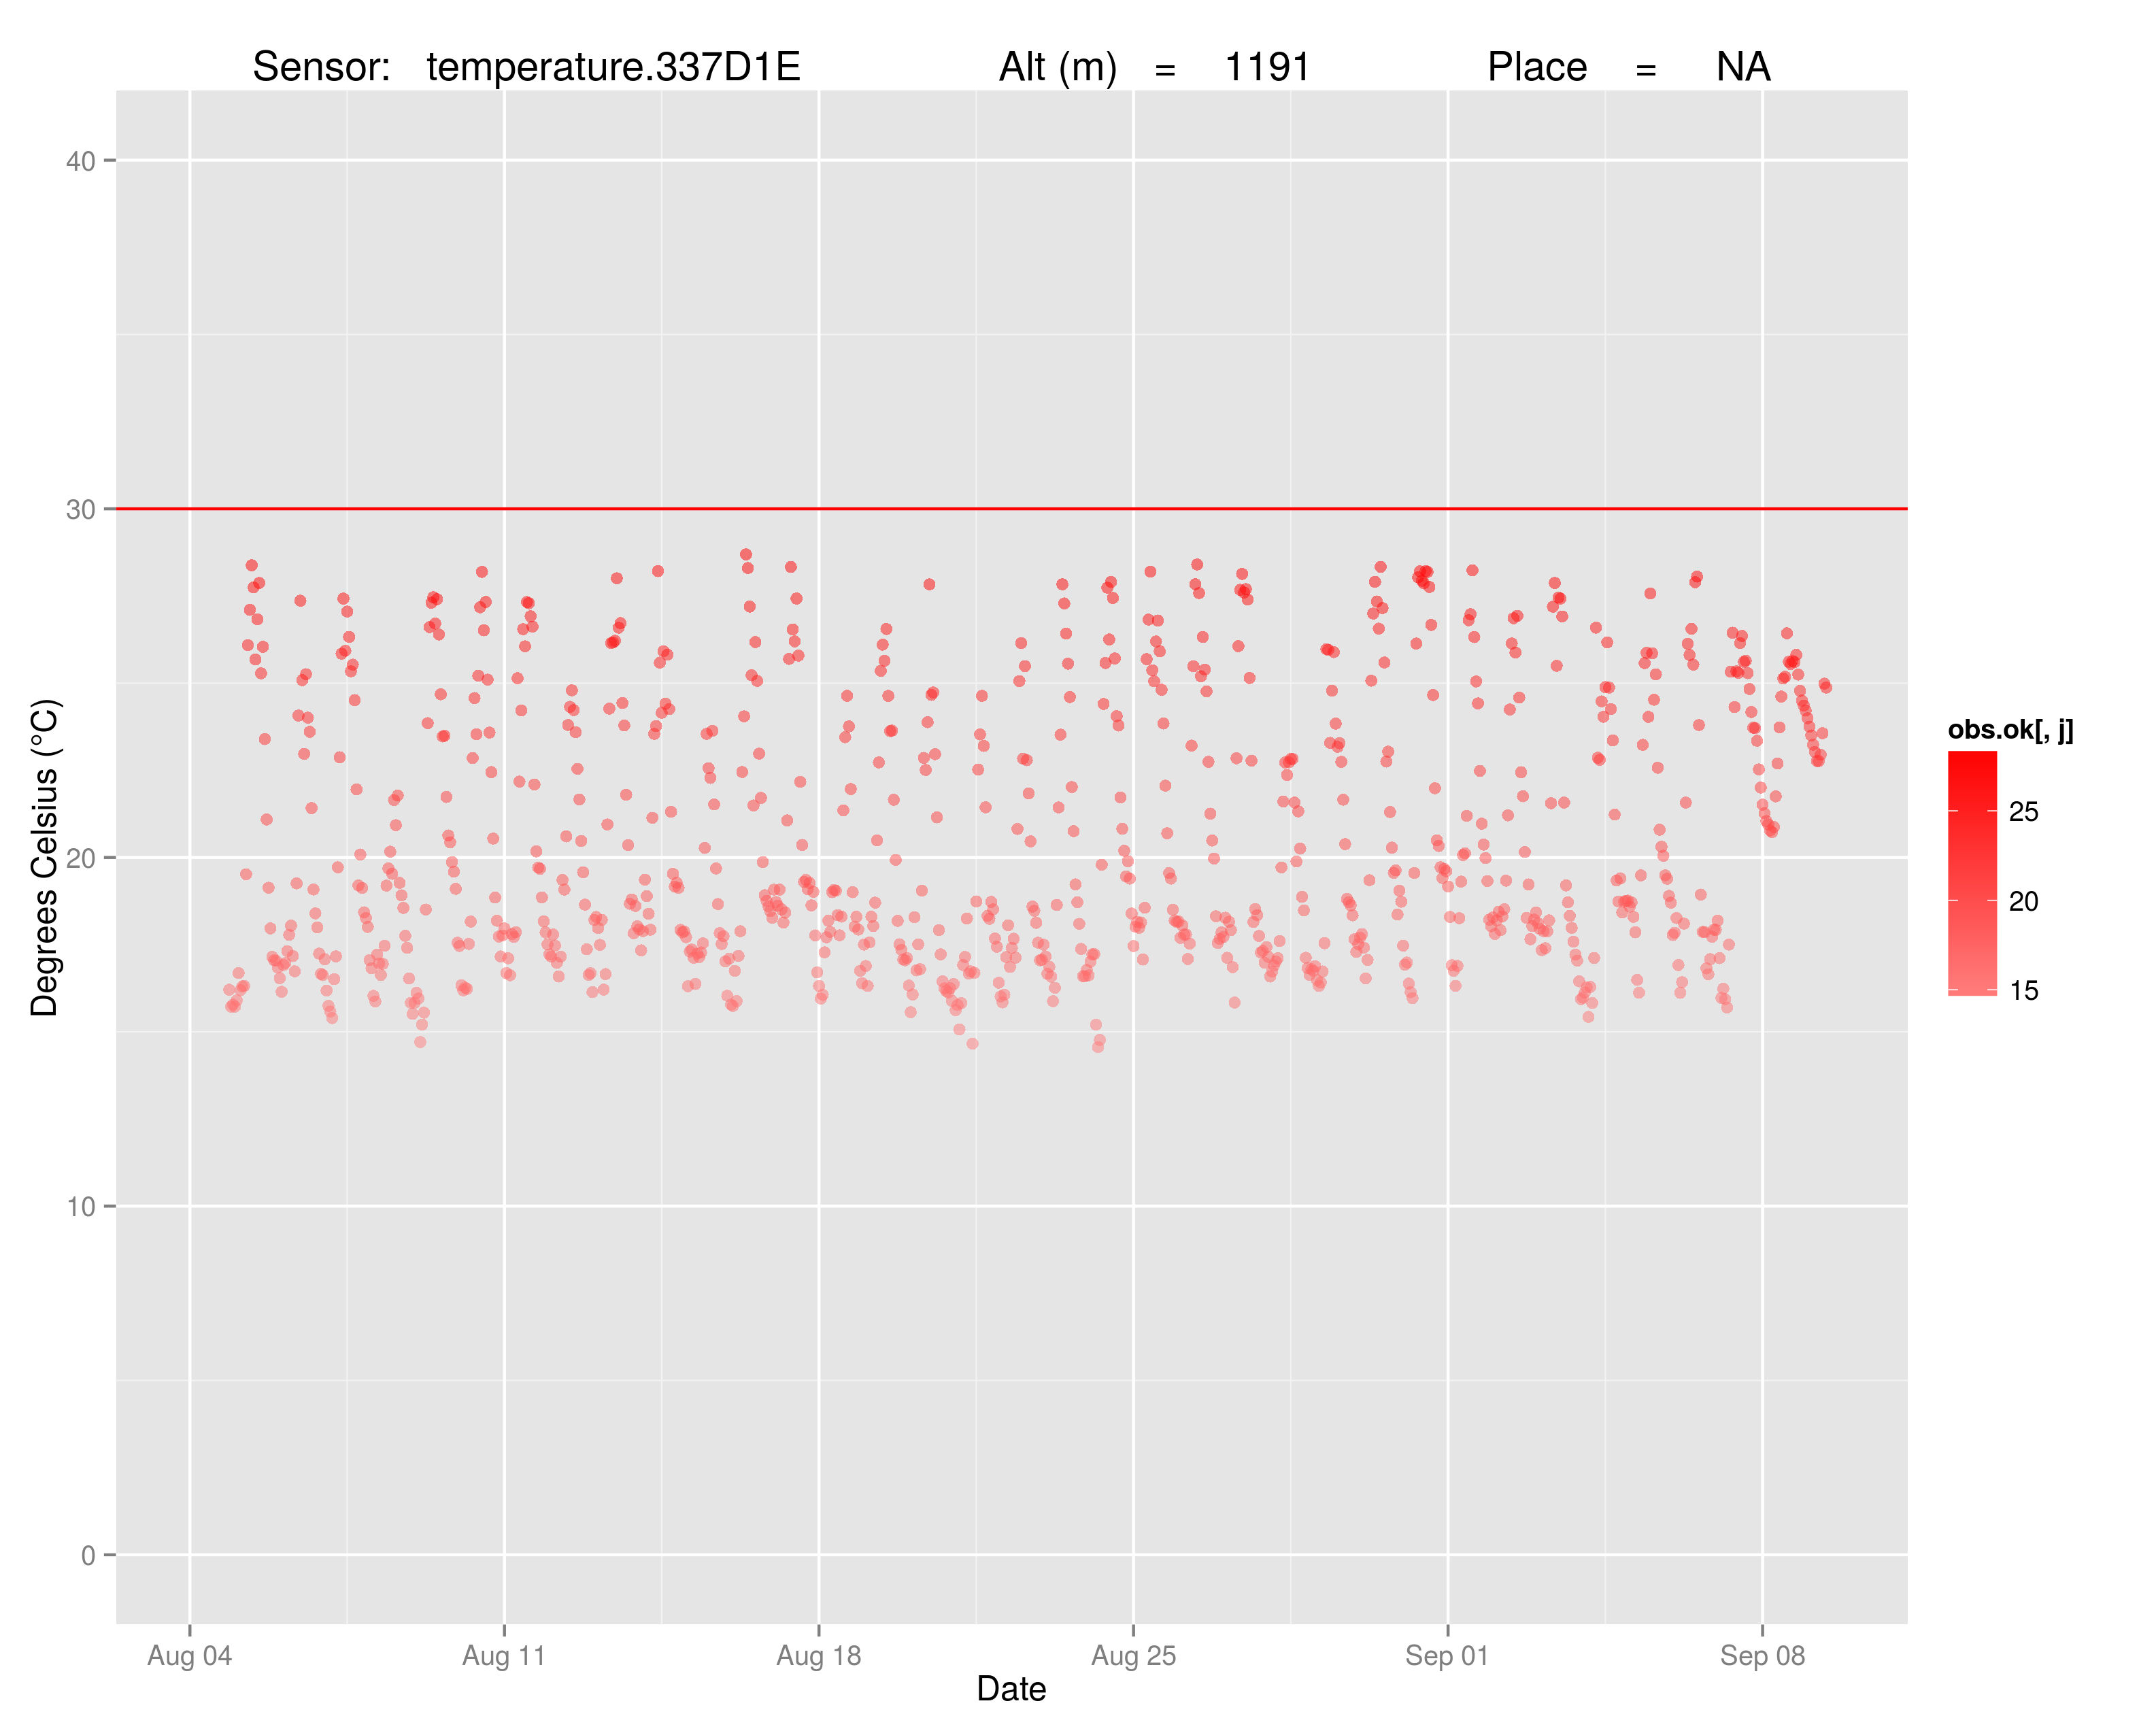 Sensor: temperature.337D1E Alt (m) = 1191 Place = NA
40
30
20
10
0
Degrees Celsius (°C)
Aug 04 Aug 11 Aug 18 Aug 25 Sep 01 Sep 08
Date
obs.ok[, j]
25
20
15